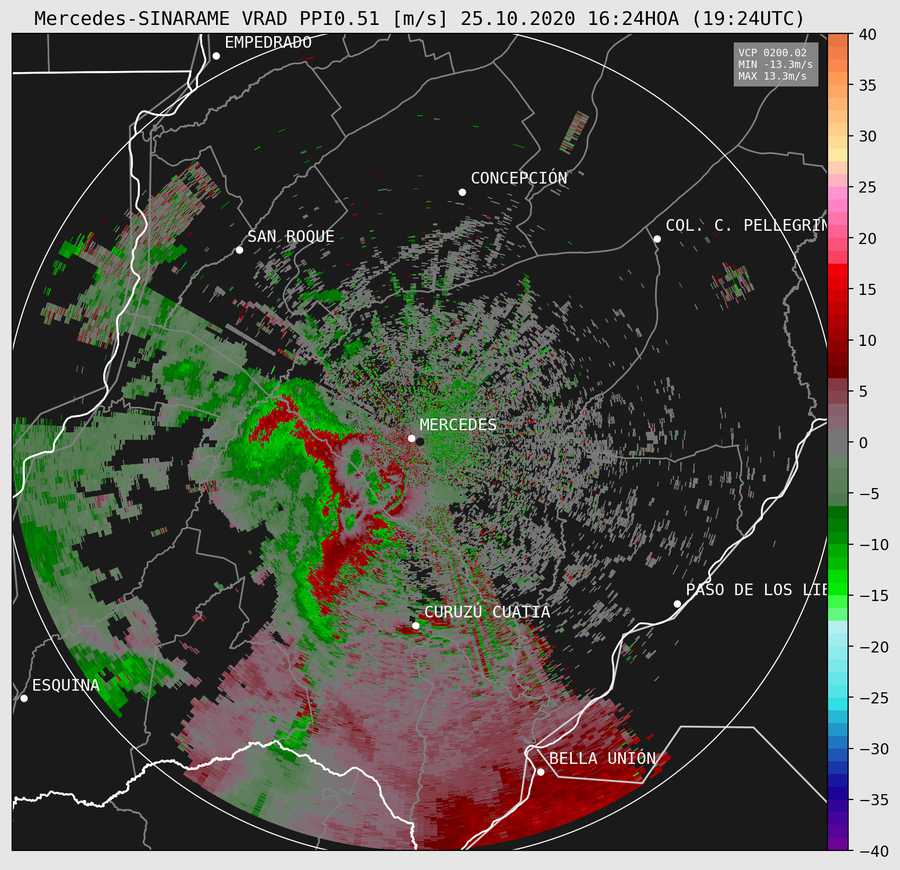 Mercedes-SINARAME VRAD PPI0.51 [m/s] 25.10.2020 16:24HOA (19:24UTC)
EMPEDRADO
VCP 0200.02
MIN -13.3m/s
MAX 13.3m/s
CONCEPCIÓN
SAN ROQUE
COL. C. PELLEGRIN
MERCEDES
PASO DE LOS LIB
CURUZÚ CUATIA
ESQUINA
BELLA UNIÓN
40
35
30
25
20
15
10
5
0
−5
−10
−15
−20
−25
−30
−35
−40